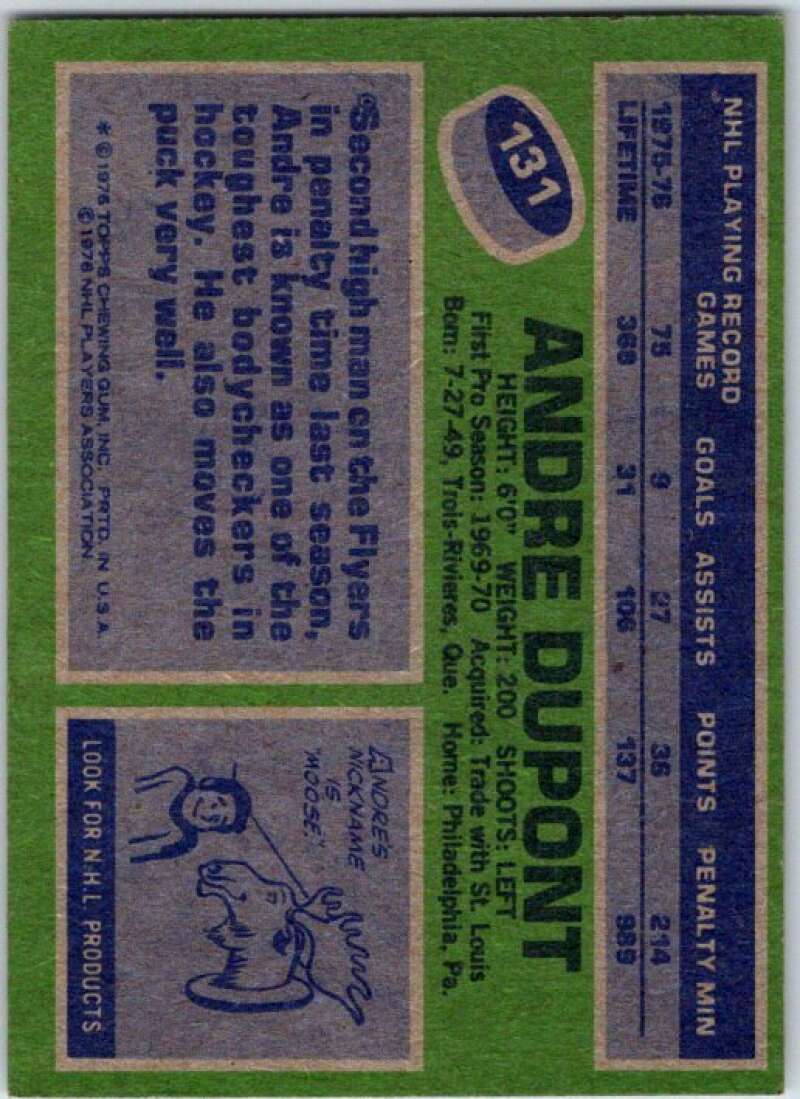 131
ANDRE DUPONT
HEIGHT: 6'0" WEIGHT: 200 SHOOTS: LEFT
First Pro Season: 1969-70 Acquired: Trade with St. Louis
Born: 7-27-49, Trois-Rivieres, Que. Home: Philadelphia, Pa.
NHL PLAYING RECORD
GAMES GOALS ASSISTS POINTS PENALTY MIN
1975-76 75 9 27 36 214
LIFETIME 368 31 106 137 989
Second high man on the Flyers
in penalty time last season,
Andre is known as one of the
toughest bodycheckers in
hockey. He also moves the
puck very well.
* © 1976 TOPPS CHEWING GUM, INC. PRTD. IN U.S.A.
© 1976 NHL PLAYERS ASSOCIATION
ANDRE'S
NICKNAME
IS
"MOOSE."
LOOK FOR N.H.L PRODUCTS